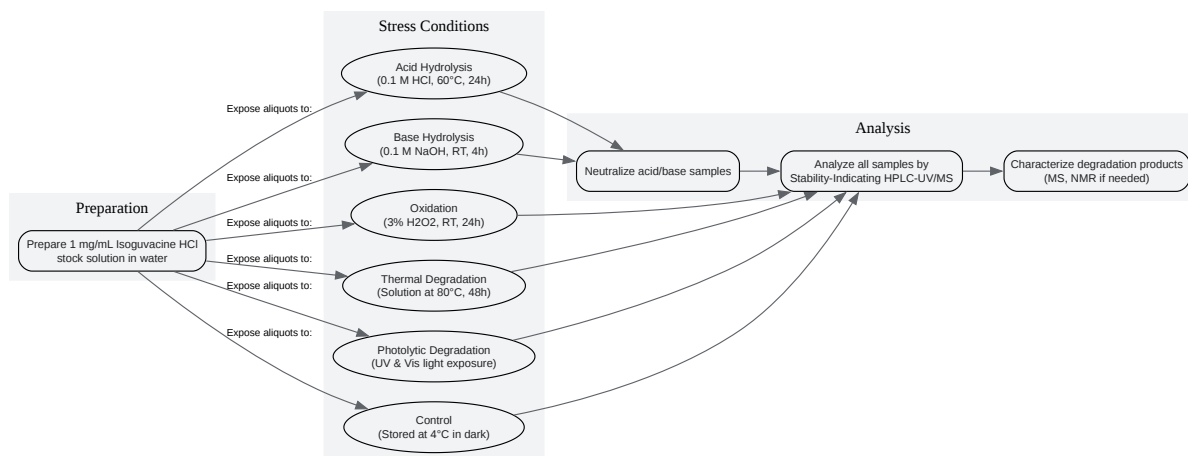 Preparation
Prepare 1 mg/mL Isoguvacine HCl
stock solution in water
Expose aliquots to:
Expose aliquots to:
Expose aliquots to:
Expose aliquots to:
Expose aliquots to:
Expose aliquots to:
Stress Conditions
Acid Hydrolysis
(0.1 M HCl, 60°C, 24h)
Base Hydrolysis
(0.1 M NaOH, RT, 4h)
Oxidation
(3% H2O2, RT, 24h)
Thermal Degradation
(Solution at 80°C, 48h)
Photolytic Degradation
(UV & Vis light exposure)
Control
(Stored at 4°C in dark)
Analysis
Neutralize acid/base samples
Analyze all samples by
Stability-Indicating HPLC-UV/MS
Characterize degradation products
(MS, NMR if needed)